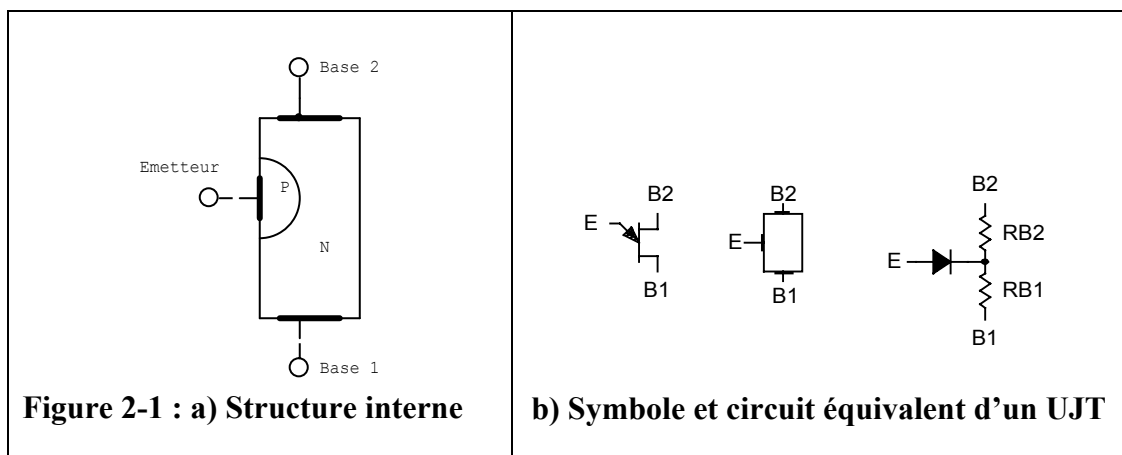 Base 2
Emetteur
P
N
Base 1
Figure 2-1 : a) Structure interne
B2
E
B1
B2
E
B1
B2
RB2
E
RB1
B1
b) Symbole et circuit équivalent d’un UJT